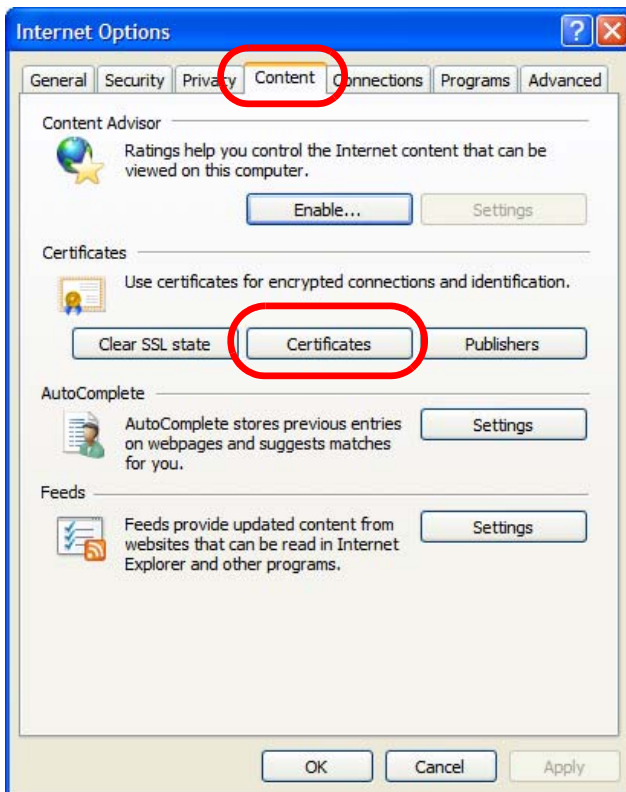 Internet Options
General Security Privacy Content Connections Programs Advanced
Content Advisor
Ratings help you control the Internet content that can be
viewed on this computer.
Enable... Settings
Certificates
Use certificates for encrypted connections and identification.
Clear SSL state Certificates Publishers
AutoComplete
AutoComplete stores previous entries
on webpages and suggests matches
for you.
Settings
Feeds
Feeds provide updated content from
websites that can be read in Internet
Explorer and other programs.
Settings
OK Cancel Apply